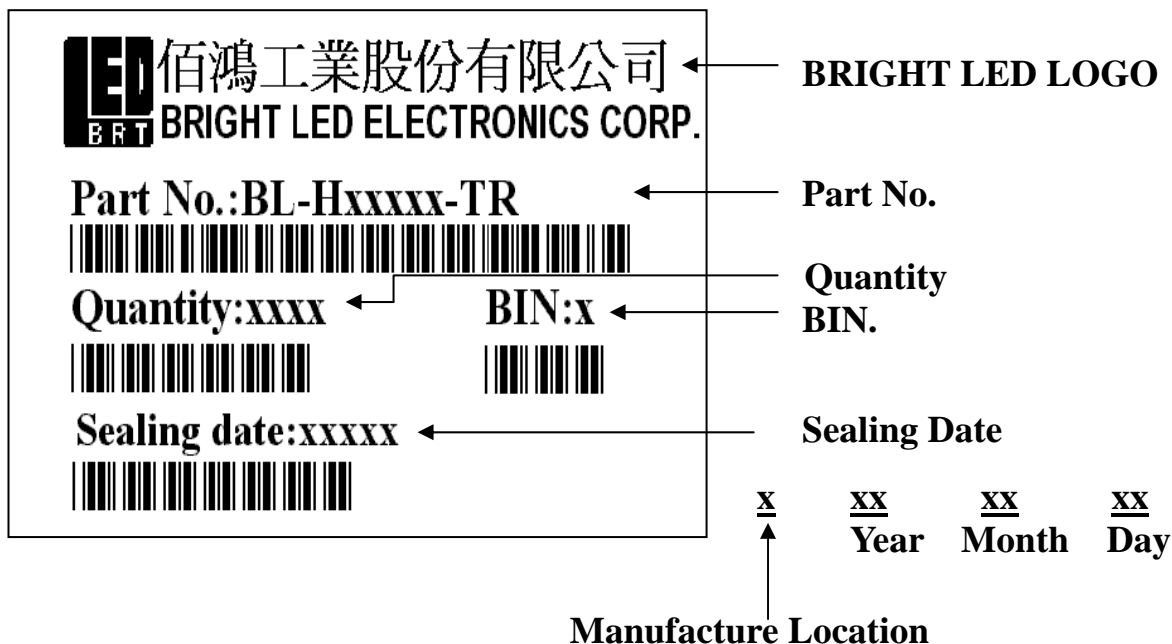 LED 佰鴻工業股份有限公司
BRT BRIGHT LED ELECTRONICS CORP.
BRIGHT LED LOGO
Part No.:BL-Hxxxxx-TR
Part No.
Quantity:xxxx
BIN:x
Quantity
BIN.
Sealing date:xxxxx
Sealing Date
x xx xx xx
Year Month Day
Manufacture Location